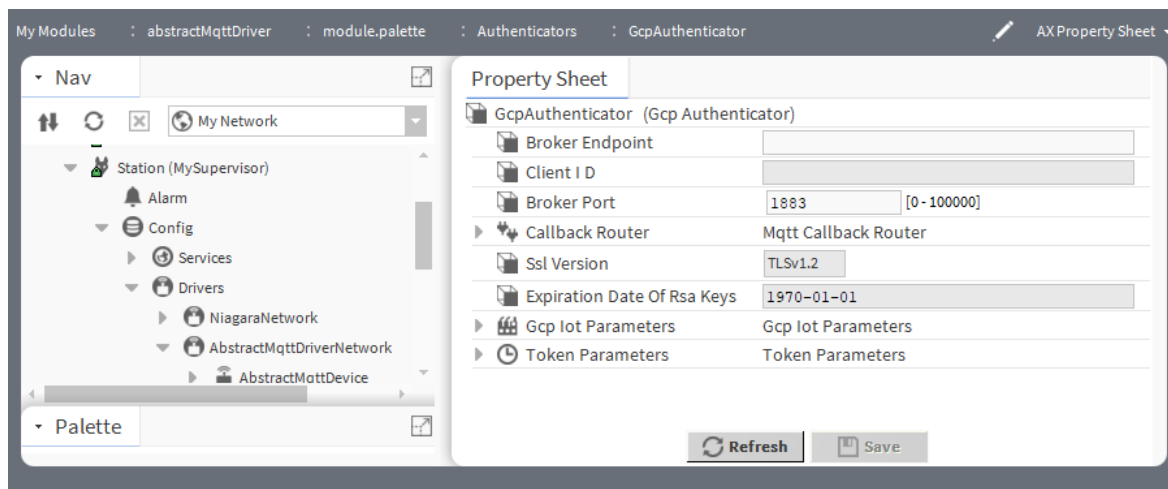 My Modules : abstractMqttDriver : module.palette : Authenticators : GcpAuthenticator AX Property Sheet
Nav
My Network
Station (MySupervisor)
Alarm
Config
Services
Drivers
NiagaraNetwork
AbstractMqttDriverNetwork
AbstractMqttDevice
Palette
Property Sheet
GcpAuthenticator (Gcp Authenticator)
Broker Endpoint
Client I D
Broker Port 1883 [0 - 100000]
Callback Router Mqtt Callback Router
Ssl Version TLSv1.2
Expiration Date Of Rsa Keys 1970-01-01
Gcp Iot Parameters Gcp Iot Parameters
Token Parameters Token Parameters
Refresh Save